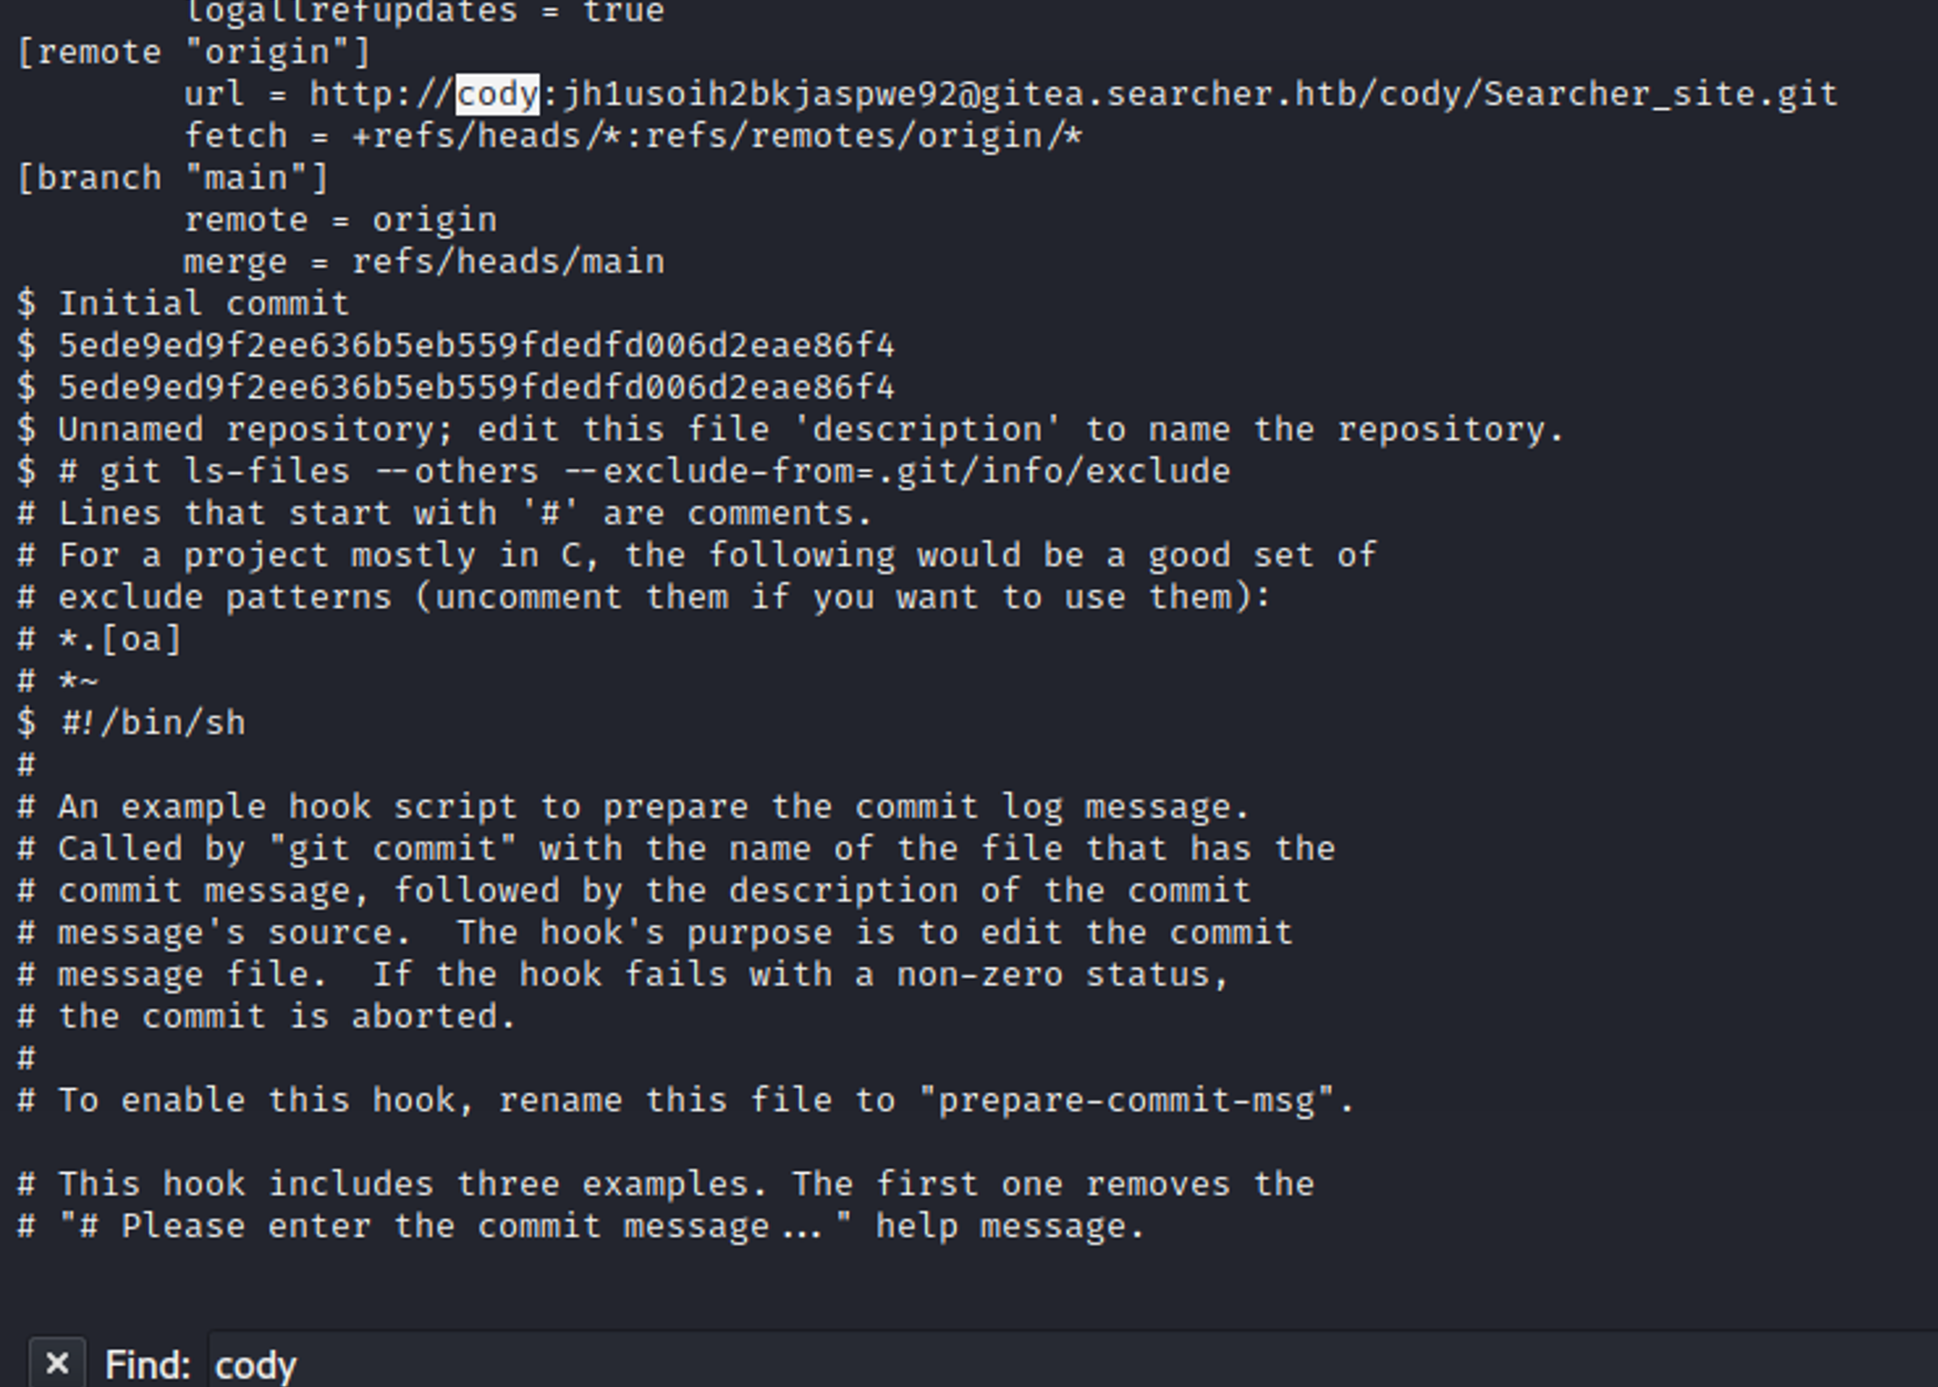 logallrefupdates = true
[remote "origin"]
url = http://cody:jh1usoih2bkjaspwe92@gitea.searcher.htb/cody/Searcher_site.git
fetch = +refs/heads/*:refs/remotes/origin/*
[branch "main"]
remote = origin
merge = refs/heads/main
$ Initial commit
$ 5ede9ed9f2ee636b5eb559fdedfd006d2eae86f4
$ 5ede9ed9f2ee636b5eb559fdedfd006d2eae86f4
$ Unnamed repository; edit this file 'description' to name the repository.
$ # git ls-files --others --exclude-from=.git/info/exclude
# Lines that start with '#' are comments.
# For a project mostly in C, the following would be a good set of
# exclude patterns (uncomment them if you want to use them):
# *.[oa]
# *~
$ #!/bin/sh
#
# An example hook script to prepare the commit log message.
# Called by "git commit" with the name of the file that has the
# commit message, followed by the description of the commit
# message's source.  The hook's purpose is to edit the commit
# message file.  If the hook fails with a non-zero status,
# the commit is aborted.
#
# To enable this hook, rename this file to "prepare-commit-msg".
# This hook includes three examples. The first one removes the
# "# Please enter the commit message..." help message.
× Find: cody